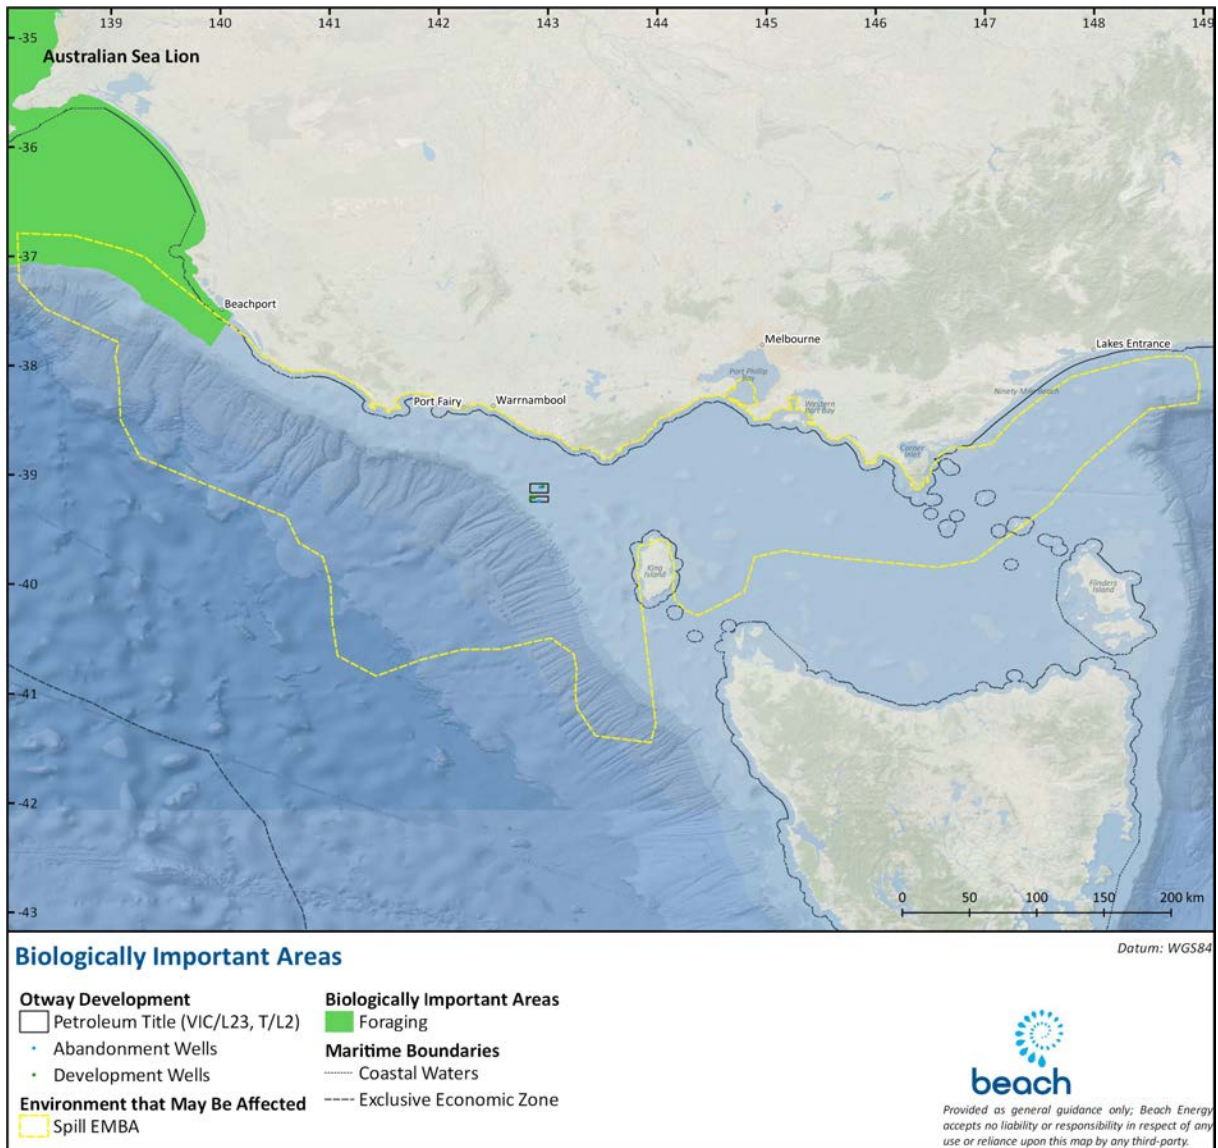 139 140 141 142 143 144 145 146 147 148 149
-35
Australian Sea Lion
-36
-37
Beachport
Melbourne
Lakes Entrance
-38
Port Phillip
Bay
Ninety Mile Beach
Port Fairy
Warrnambool
Western
Port Bay
Corner
Inlet
-39
King
Island
-40
Flinders
Island
-41
-42
0 50 100 150 200 km
-43
Biologically Important Areas
Datum: WGS84
Otway Development
Petroleum Title (VIC/L23, T/L2)
Abandonment Wells
Development Wells
Environment that May Be Affected
Spill EMBA
Biologically Important Areas
Foraging
Maritime Boundaries
Coastal Waters
Exclusive Economic Zone
beach
Provided as general guidance only; Beach Energy
accepts no liability or responsibility in respect of any
use or reliance upon this map by any third-party.